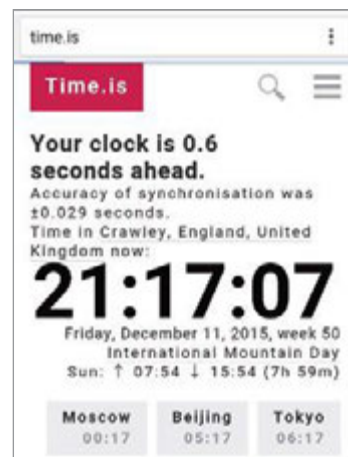 time.is
Time.is
Your clock is 0.6
seconds ahead.
Accuracy of synchronisation was
±0.029 seconds.
Time in Crawley, England, United
Kingdom now:
21:17:07
Friday, December 11, 2015, week 50
International Mountain Day
Sun: ↑ 07:54 ↓ 15:54 (7h 59m)
Moscow Beijing Tokyo
00:17 05:17 06:17